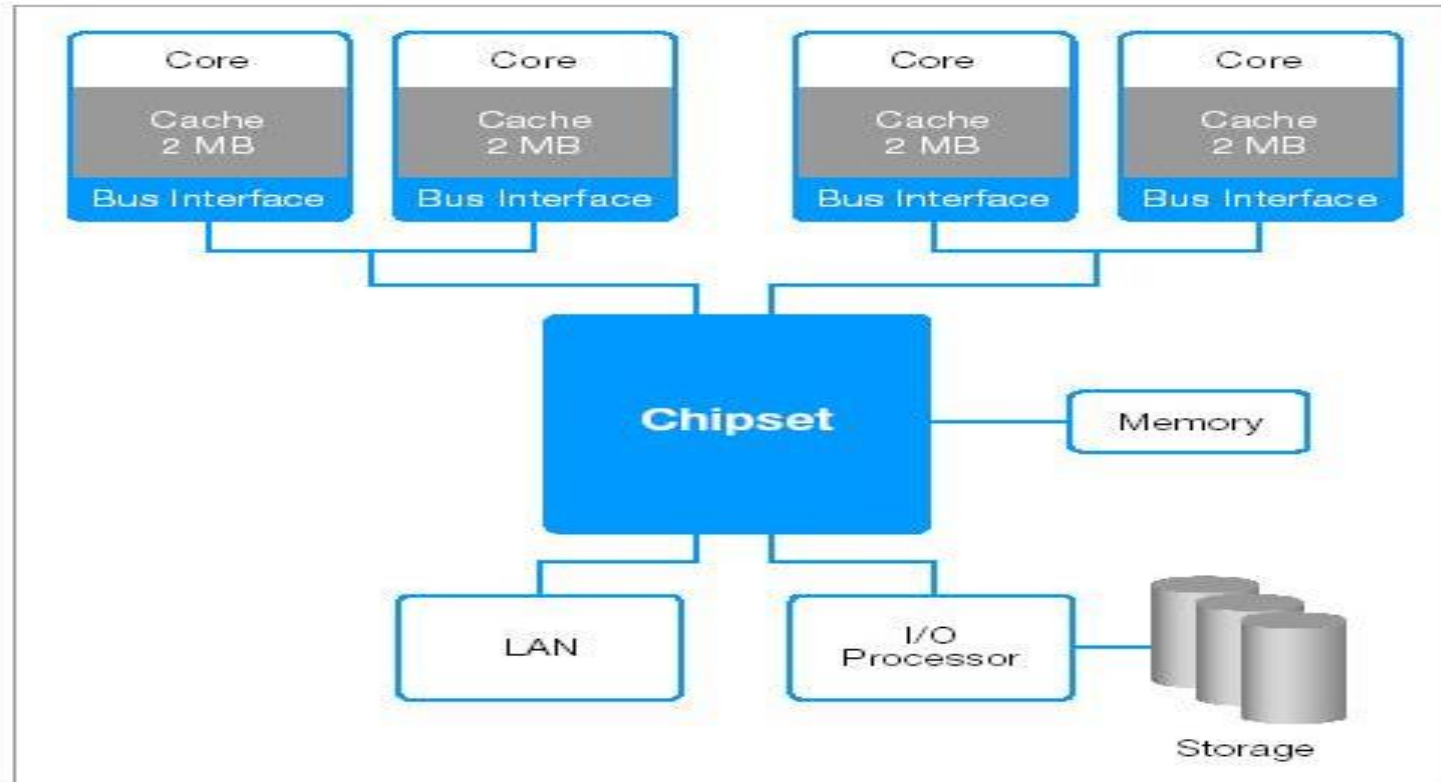 Core
Core
Core
Core
Cache
2 MB
Cache
2 MB
Cache
2 MB
Cache
2 MB
Bus Interface
Bus Interface
Bus Interface
Bus Interface
Chipset
Memory
LAN
I/O
Processor
Storage